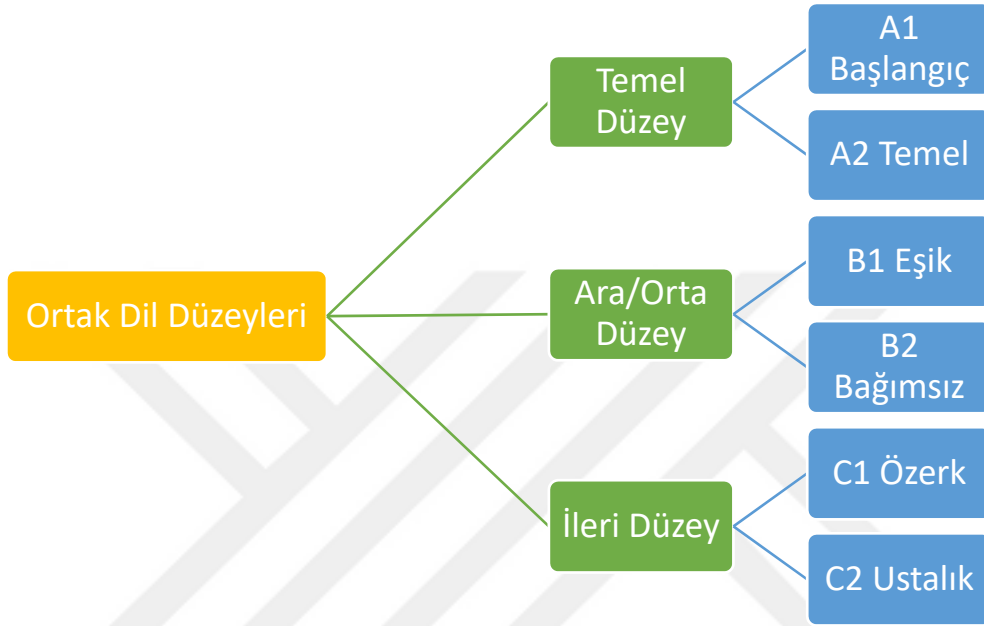 Ortak Dil Düzeyleri
Temel
Düzey
A1
Başlangıç
A2 Temel
Ara/Orta
Düzey
B1 Eşik
B2
Bağımsız
İleri Düzey
C1 Özerk
C2 Ustalık